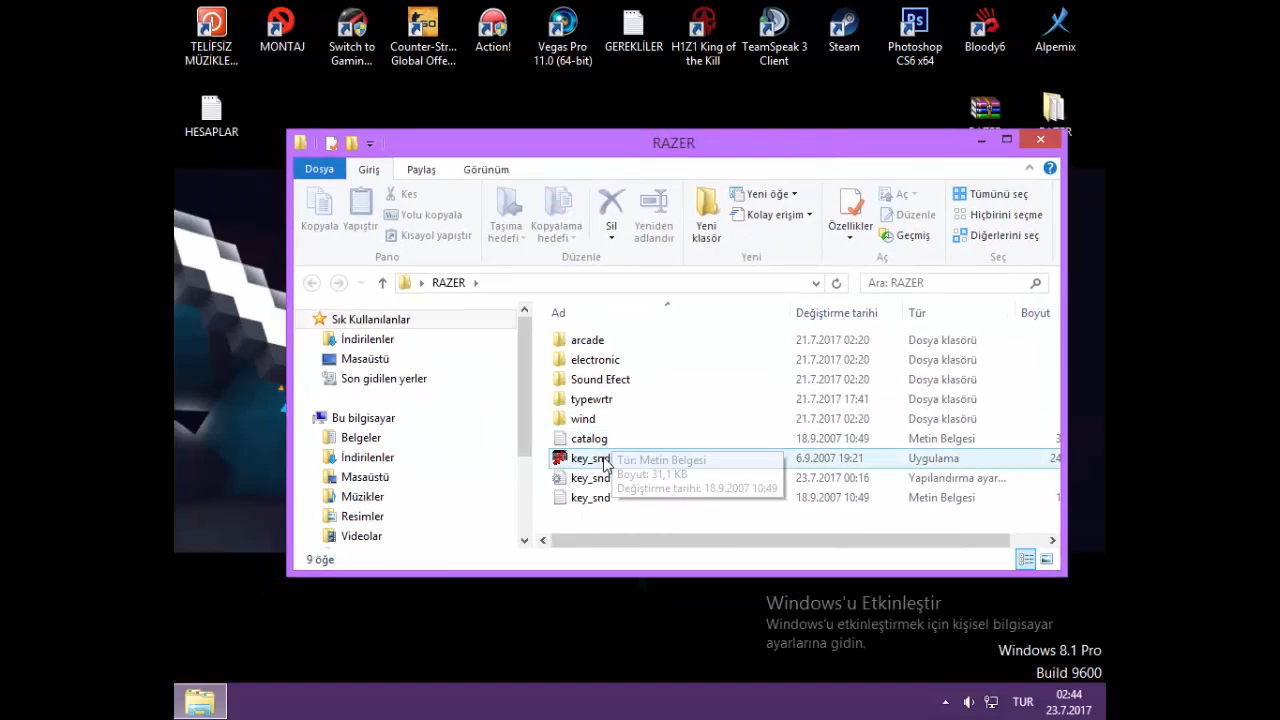 TELİFSİZ
MÜZİKLE...
MONTAJ
Switch to
Gamin...
Counter-Str...
Global Offe...
Action!
Vegas Pro
11.0 (64-bit)
GEREKLİLER
H1Z1 King of
the Kill
TeamSpeak 3
Client
Steam
Ps
Photoshop
CS6 x64
Bloody6
Alpemix
HESAPLAR
RAZER
Dosya
Giriş
Paylaş
Görünüm
Kopyala
Yapıştır
Kes
Yolu kopyala
Kısayol yapıştır
Pano
Taşıma
hedefi
Kopyalama
hedefi
Sil
Yeniden
adlandır
Düzenle
Yeni
klasör
Yeni öğe
Kolay erişim
Yeni
Özellikler
Aç
Düzenle
Geçmiş
Aç
Tümünü seç
Hiçbirini seçme
Diğerlerini seç
Seç
RAZER
Ara: RAZER
Sık Kullanılanlar
İndirilenler
Masaüstü
Son gidilen yerler
Bu bilgisayar
Belgeler
İndirilenler
Masaüstü
Müzikler
Resimler
Videolar
Ad Değiştirme tarihi Tür Boyut
arcade 21.7.2017 02:20 Dosya klasörü
electronic 21.7.2017 02:20 Dosya klasörü
Sound Efect 21.7.2017 02:20 Dosya klasörü
typewrtr 21.7.2017 17:41 Dosya klasörü
wind 21.7.2017 02:20 Dosya klasörü
catalog 18.9.2007 10:49 Metin Belgesi 3
key_snd 6.9.2007 19:21 Uygulama 24
key_snd 23.7.2017 00:16 Yapılandırma ayar...
key_snd 18.9.2007 10:49 Metin Belgesi 1
Tür: Metin Belgesi
Boyut: 31,1 KB
Değiştirme tarihi: 18.9.2007 10:49
9 öğe
Windows'u Etkinleştir
Windows'u etkinleştirmek için kişisel bilgisayar
ayarlarına gidin.
Windows 8.1 Pro
Build 9600
TUR
02:44
23.7.2017